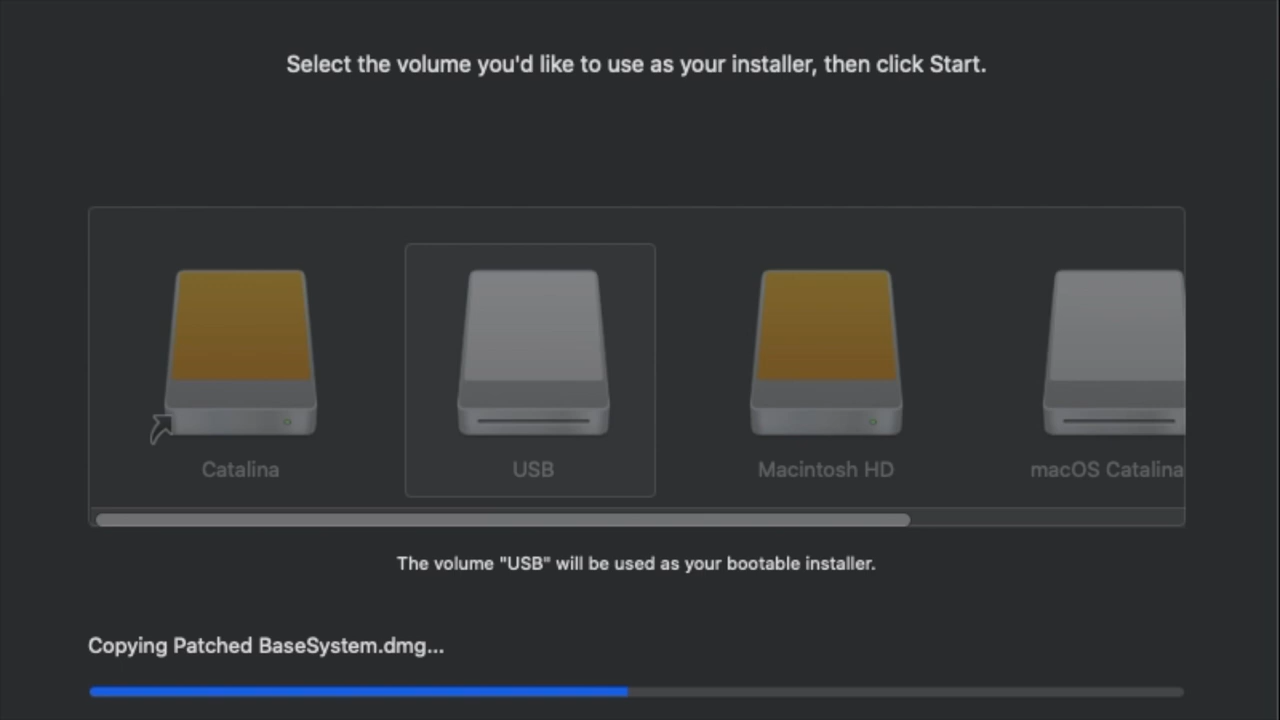 Select the volume you'd like to use as your installer, then click Start.
Catalina
USB
Macintosh HD
macOS Catalina
The volume "USB" will be used as your bootable installer.
Copying Patched BaseSystem.dmg...